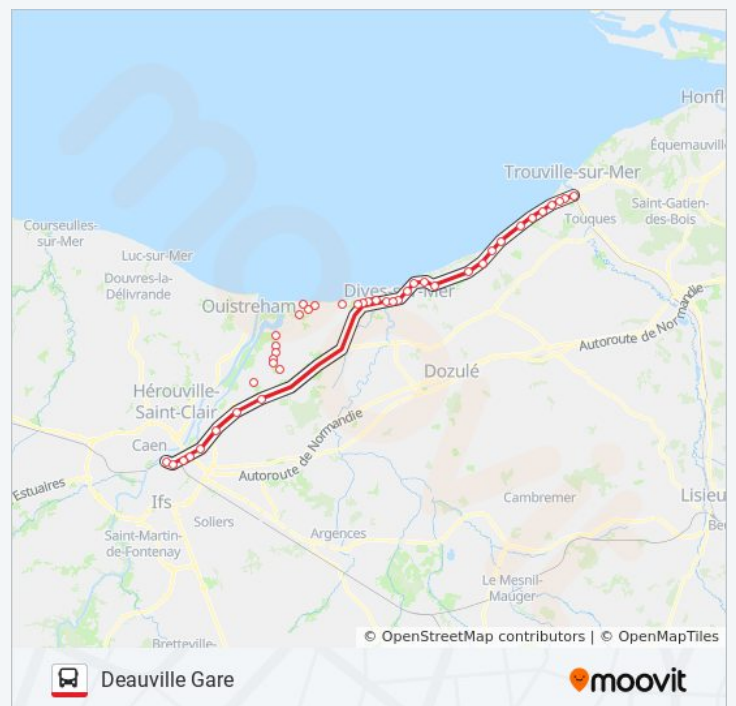 Honfl
Équemauvill
Trouville-sur-Mer
Saint-Gatien-
des-Bois
Touques
Courseulles-
sur-Mer
Luc-sur-Mer
Douvres-la-
Délivrande
Ouistreham
Dives-sur-Mer
Autoroute de Normandie
Dozulé
Hérouville-
Saint-Clair
Caen
Autoroute de Normandie
Estuaires
Ifs
Soliers
Cambremer
Lisieu
Saint-Martin-
de-Fontenay
Argences
Be
Le Mesnil-
Mauger
Bretteville-
© OpenStreetMap contributors | © OpenMapTiles
Deauville Gare
moovit